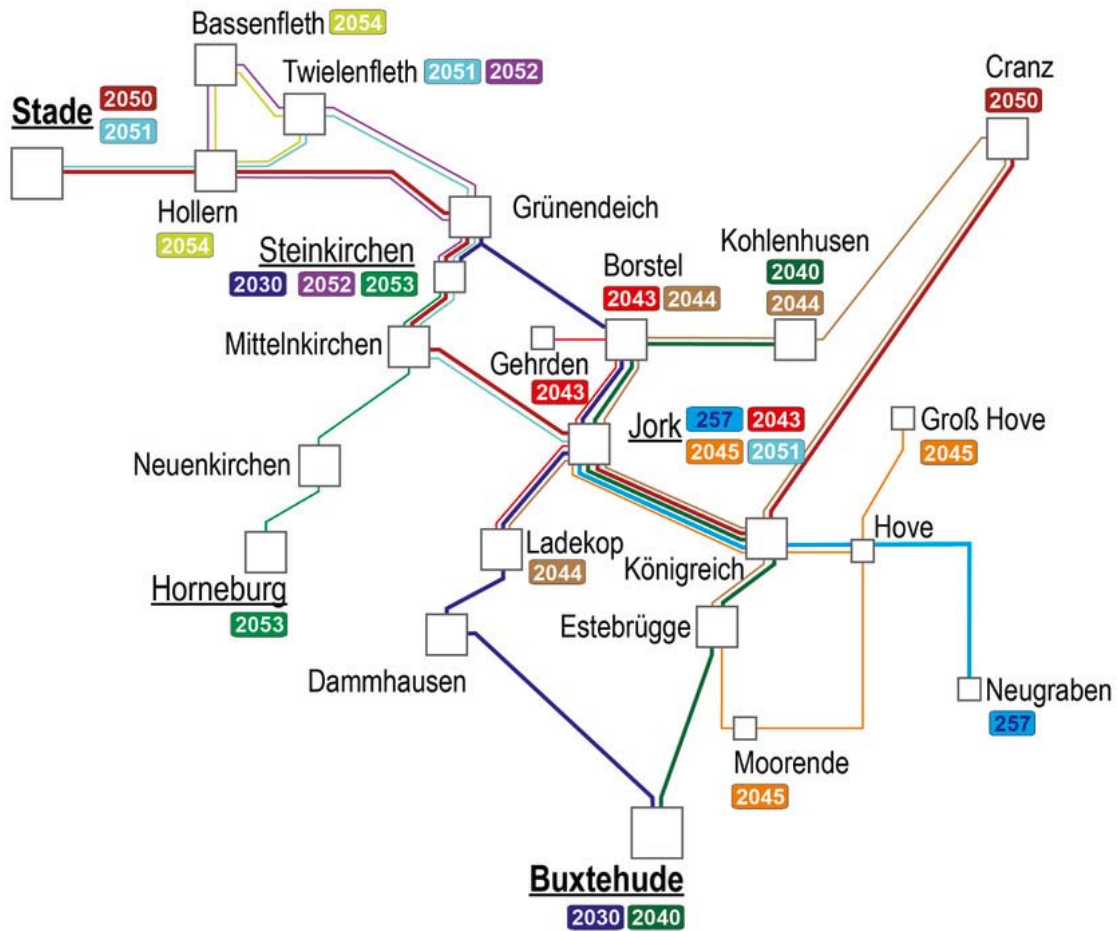 Bassenfleth 2054
Twielenfleth 2051 2052
Cranz
2050
Stade 2050
2051
Hollern
2054
Grünendeich
Steinkirchen
2030 2052 2053
Kohlenhusen
2040
2044
Borstel
2043 2044
Mittelnkirchen
Gehrden
2043
Jork 257 2043
2045 2051
Groß Hove
2045
Neuenkirchen
Hove
Ladekop
2044
Königreich
Horneburg
2053
Estebrügge
Dammhausen
Neugraben
257
Moorende
2045
Buxtehude
2030 2040